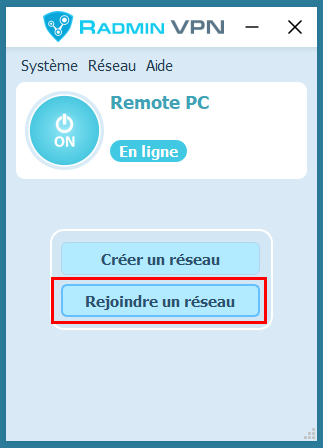 RADMIN VPN
Système Réseau Aide
Remote PC
ON
En ligne
Créer un réseau
Rejoindre un réseau